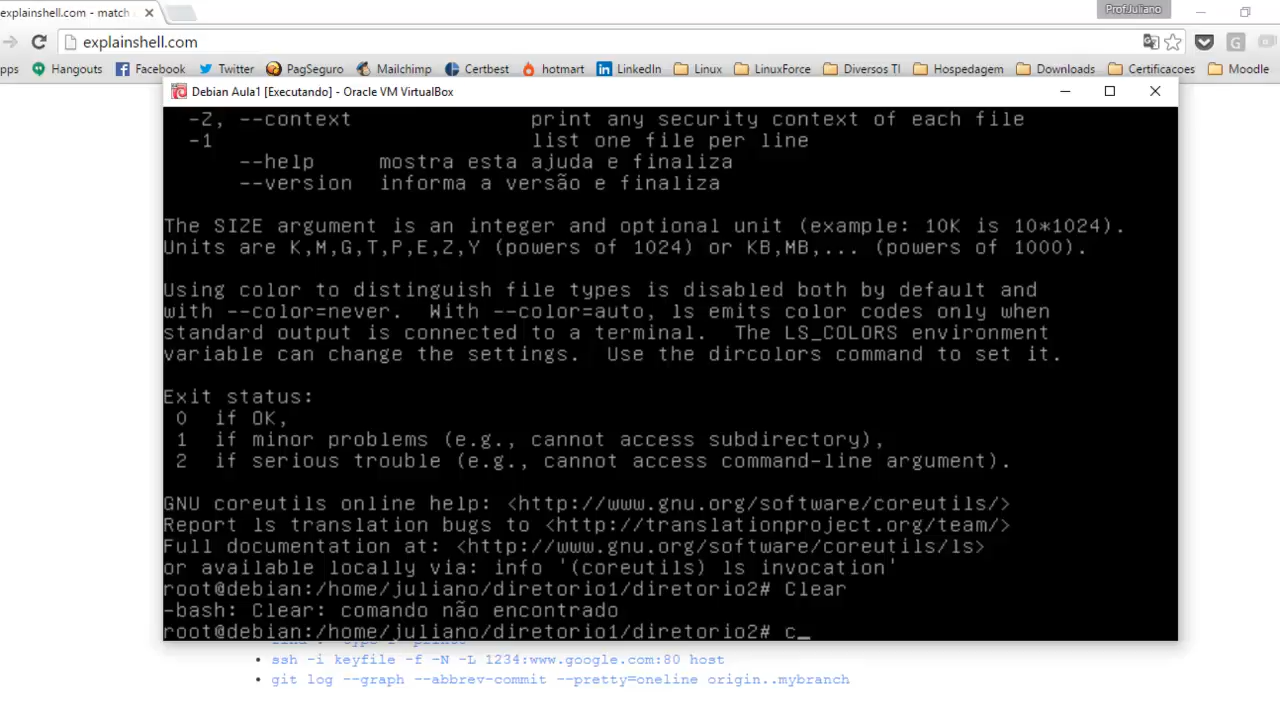 explainshell.com - match
ProfJuliano
explainshell.com
pps Hangouts Facebook Twitter PagSeguro Mailchimp Certbest hotmart LinkedIn Linux LinuxForce Diversos TI Hospedagem Downloads Certificacoes Moodle
Debian Aula1 [Executando] - Oracle VM VirtualBox
-Z, --context print any security context of each file
-1 list one file per line
--help mostra esta ajuda e finaliza
--version informa a versão e finaliza
The SIZE argument is an integer and optional unit (example: 10K is 10*1024).
Units are K,M,G,T,P,E,Z,Y (powers of 1024) or KB,MB,... (powers of 1000).
Using color to distinguish file types is disabled both by default and
with --color=never. With --color=auto, ls emits color codes only when
standard output is connected to a terminal. The LS_COLORS environment
variable can change the settings. Use the dircolors command to set it.
Exit status:
0 if OK,
1 if minor problems (e.g., cannot access subdirectory),
2 if serious trouble (e.g., cannot access command-line argument).
GNU coreutils online help: <http://www.gnu.org/software/coreutils/>
Report ls translation bugs to <http://translationproject.org/team/>
Full documentation at: <http://www.gnu.org/software/coreutils/ls>
or available locally via: info '(coreutils) ls invocation'
root@debian:/home/juliano/diretorio1/diretorio2# Clear
-bash: Clear: comando não encontrado
root@debian:/home/juliano/diretorio1/diretorio2# c_
• ssh -i keyfile -f -N -L 1234:www.google.com:80 host
• git log --graph --abbrev-commit --pretty=oneline origin..mybranch